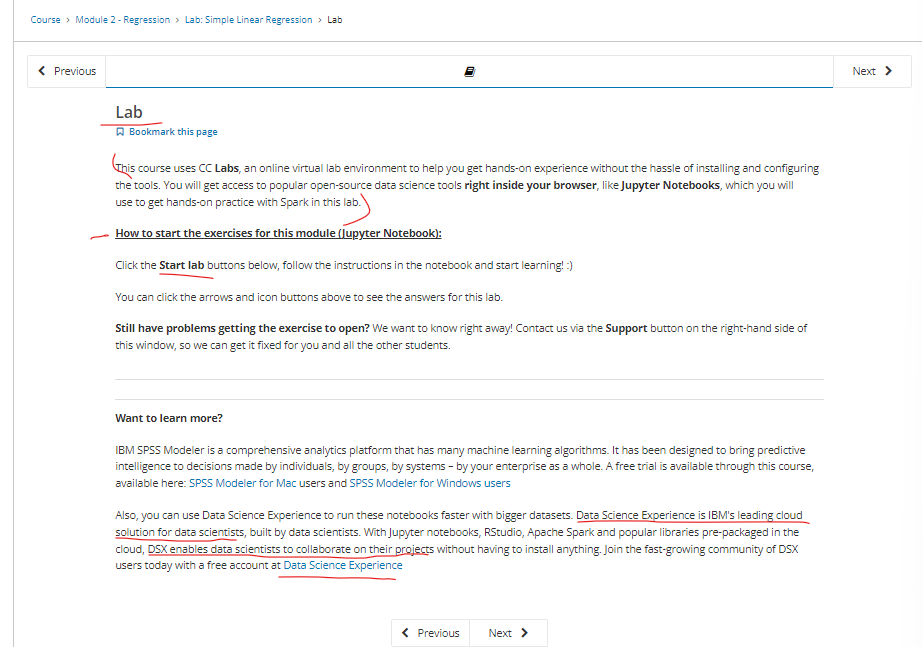 Course > Module 2 - Regression > Lab: Simple Linear Regression > Lab
Previous
Next
Lab
Bookmark this page
This course uses CC Labs, an online virtual lab environment to help you get hands-on experience without the hassle of installing and configuring
the tools. You will get access to popular open-source data science tools right inside your browser, like Jupyter Notebooks, which you will
use to get hands-on practice with Spark in this lab.
How to start the exercises for this module (Jupyter Notebook):
Click the Start lab buttons below, follow the instructions in the notebook and start learning! :)
You can click the arrows and icon buttons above to see the answers for this lab.
Still have problems getting the exercise to open? We want to know right away! Contact us via the Support button on the right-hand side of
this window, so we can get it fixed for you and all the other students.
Want to learn more?
IBM SPSS Modeler is a comprehensive analytics platform that has many machine learning algorithms. It has been designed to bring predictive
intelligence to decisions made by individuals, by groups, by systems – by your enterprise as a whole. A free trial is available through this course,
available here: SPSS Modeler for Mac users and SPSS Modeler for Windows users
Also, you can use Data Science Experience to run these notebooks faster with bigger datasets. Data Science Experience is IBM's leading cloud
solution for data scientists, built by data scientists. With Jupyter notebooks, RStudio, Apache Spark and popular libraries pre-packaged in the
cloud, DSX enables data scientists to collaborate on their projects without having to install anything. Join the fast-growing community of DSX
users today with a free account at Data Science Experience
Previous
Next